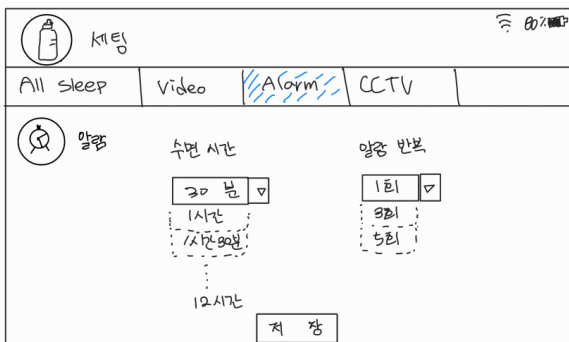 80%
세팅
All Sleep Video Alarm CCTV
알람 수면 시간 알람 반복
30 분 1회
1시간 3회
1시간30분 5회
12시간
저 장